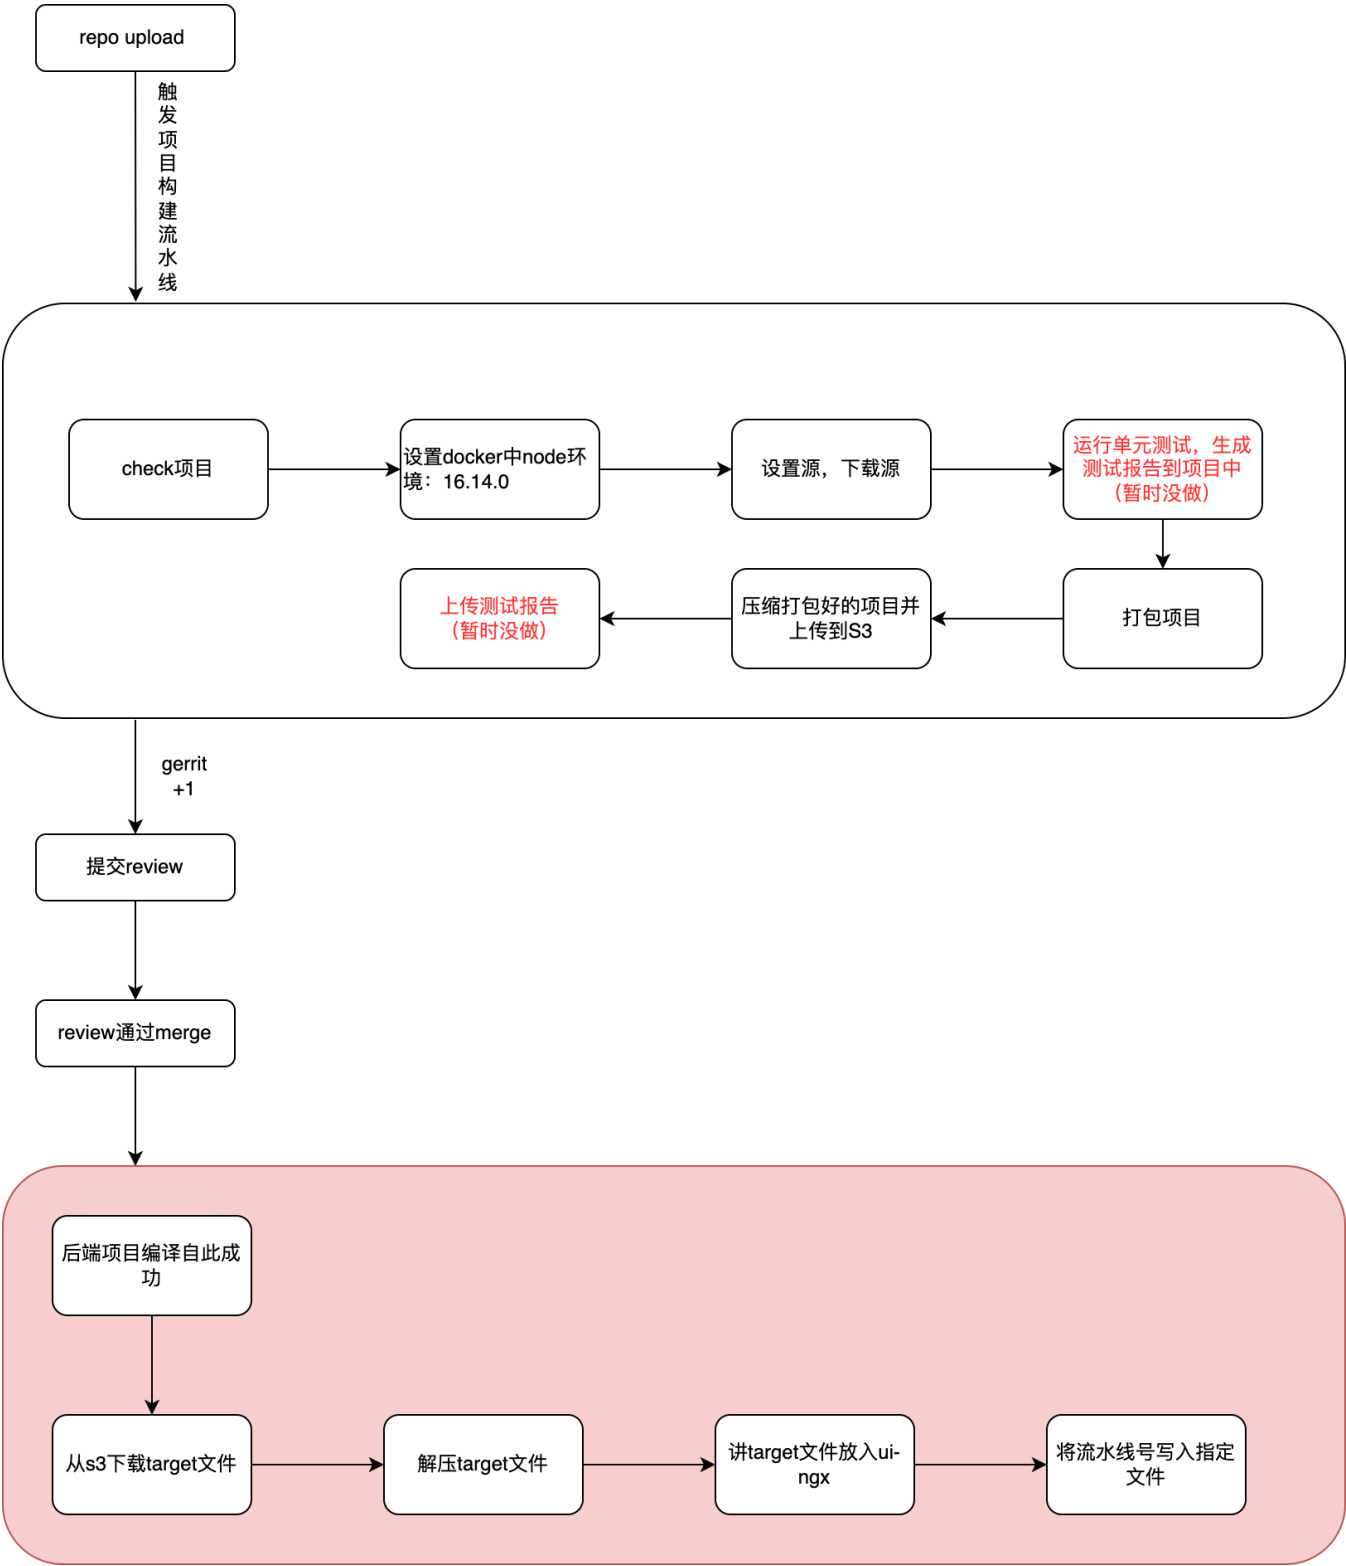 repo upload
触
发
项
目
构
建
流
水
线
check项目
设置docker中node环
境：16.14.0
设置源，下载源
运行单元测试，生成
测试报告到项目中
（暂时没做）
打包项目
压缩打包好的项目并
上传到S3
上传测试报告
（暂时没做）
gerrit
+1
提交review
review通过merge
后端项目编译自此成
功
从s3下载target文件
解压target文件
讲target文件放入ui-
ngx
将流水线号写入指定
文件